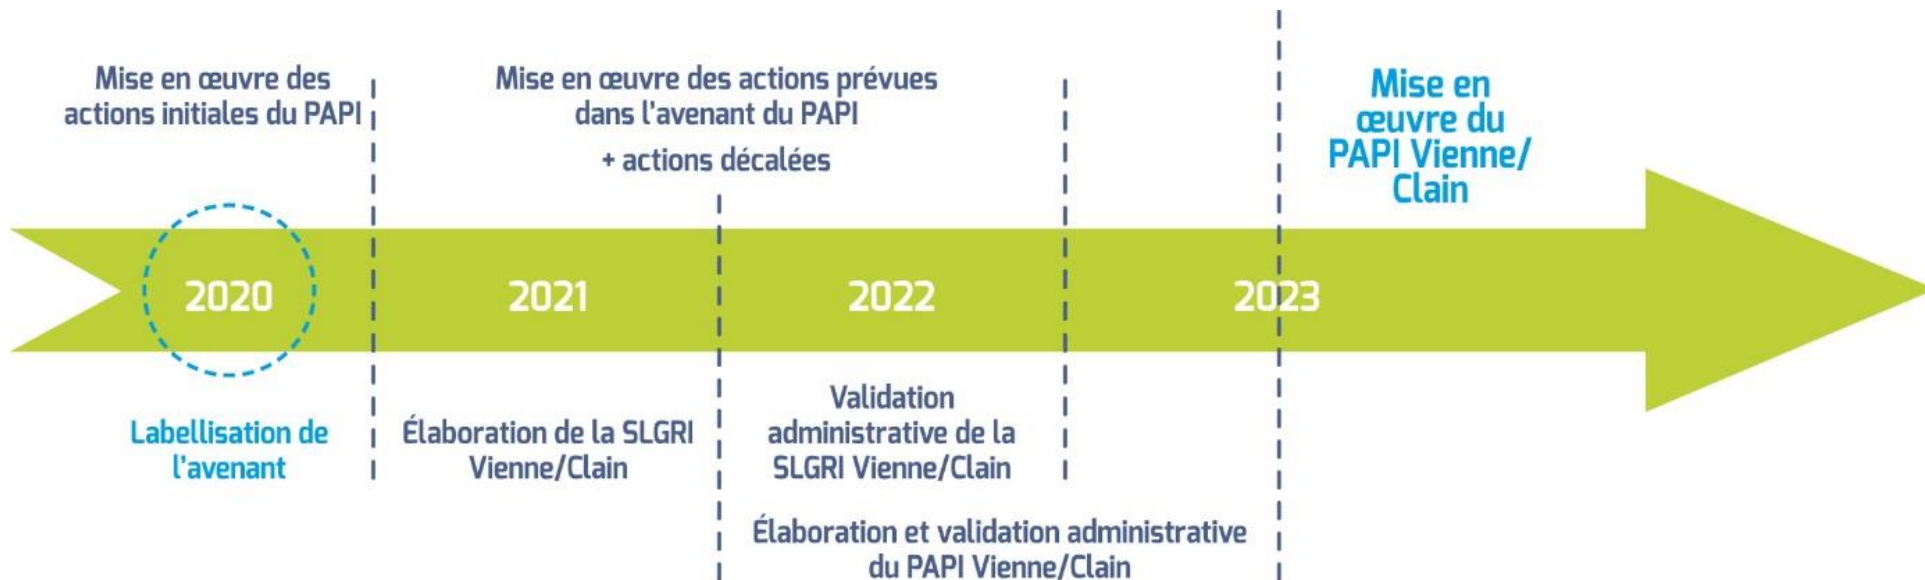 Mise en œuvre des
actions initiales du PAPI
Mise en œuvre des actions prévues
dans l'avenant du PAPI
+ actions décalées
Mise en
œuvre du
PAPI Vienne/
Clain
2020
2021
2022
2023
Labellisation de
l'avenant
Élaboration de la SLGRI
Vienne/Clain
Validation
administrative de la
SLGRI Vienne/Clain
Élaboration et validation administrative
du PAPI Vienne/Clain